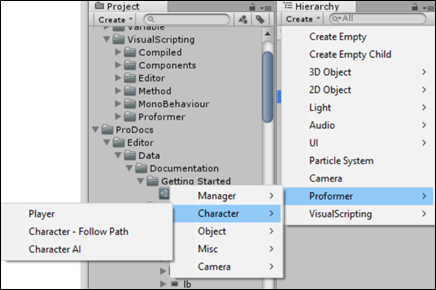 Project
Create
Variable
VisualScripting
Compiled
Components
Editor
Method
MonoBehaviour
Proformer
ProDocs
Editor
Data
Documentation
Getting Started
lb
Hierarchy
Create
All
Create Empty
Create Empty Child
3D Object
2D Object
Light
Audio
UI
Particle System
Camera
Proformer
VisualScripting
Manager
Character
Object
Misc
Camera
Player
Character - Follow Path
Character AI